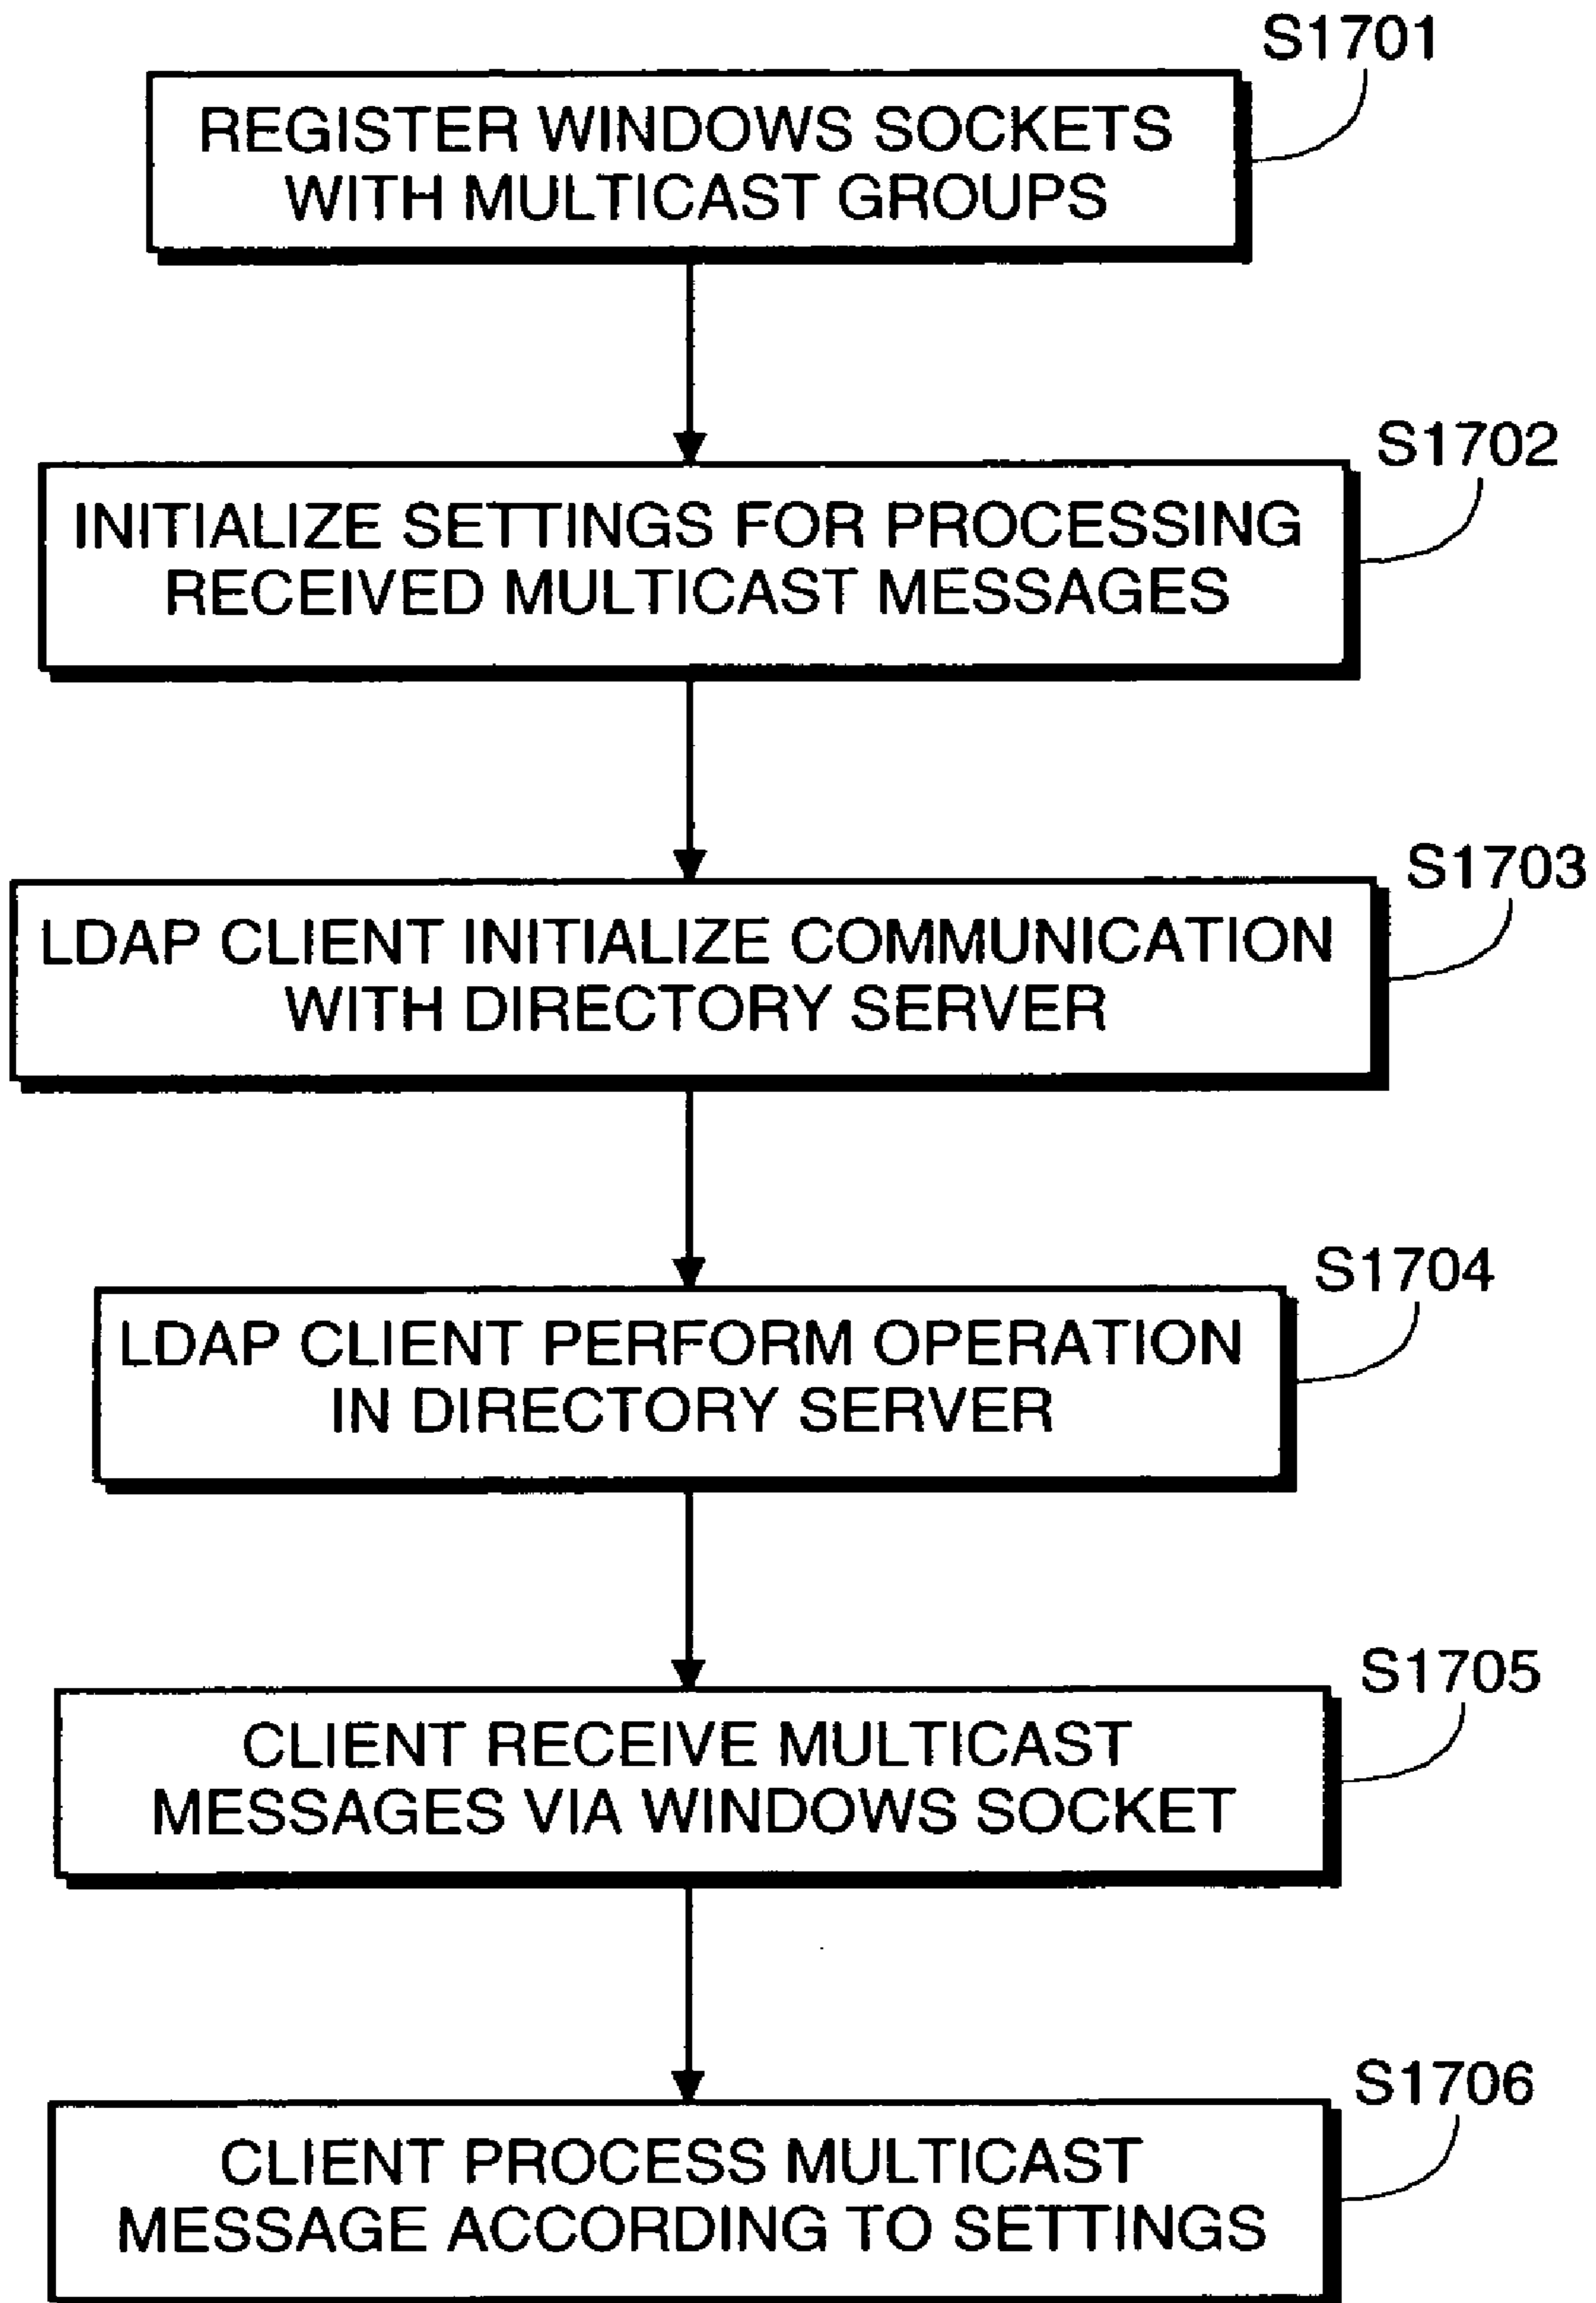 S1701
REGISTER WINDOWS SOCKETS
WITH MULTICAST GROUPS
S1702
INITIALIZE SETTINGS FOR PROCESSING
RECEIVED MULTICAST MESSAGES
S1703
LDAP CLIENT INITIALIZE COMMUNICATION
WITH DIRECTORY SERVER
S1704
LDAP CLIENT PERFORM OPERATION
IN DIRECTORY SERVER
S1705
CLIENT RECEIVE MULTICAST
MESSAGES VIA WINDOWS SOCKET
S1706
CLIENT PROCESS MULTICAST
MESSAGE ACCORDING TO SETTINGS